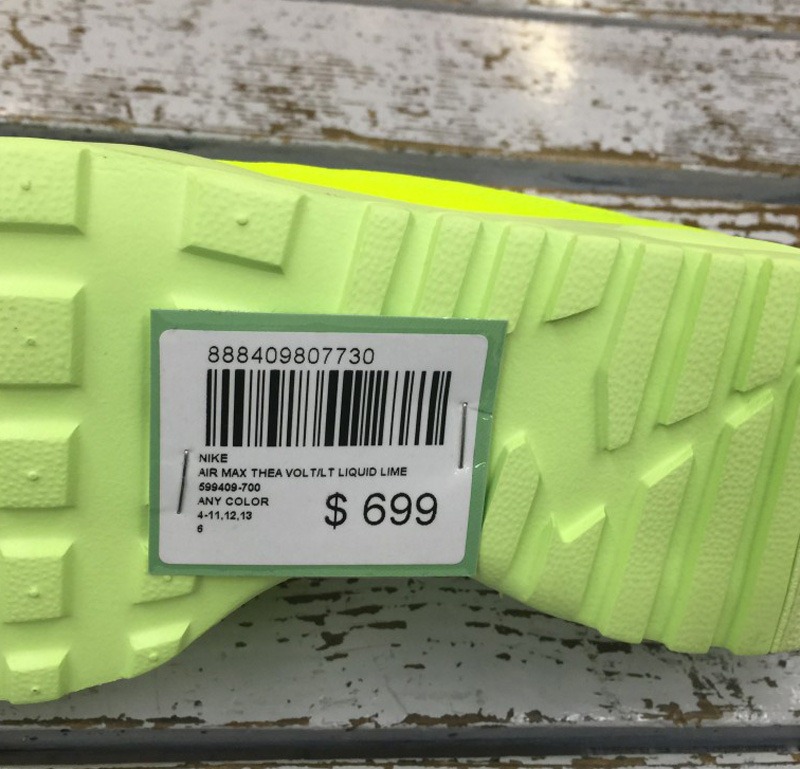 888409807730
NIKE
AIR MAX THEA VOLT/LT LIQUID LIME
599409-700
ANY COLOR
4-11,12,13
$ 699
6